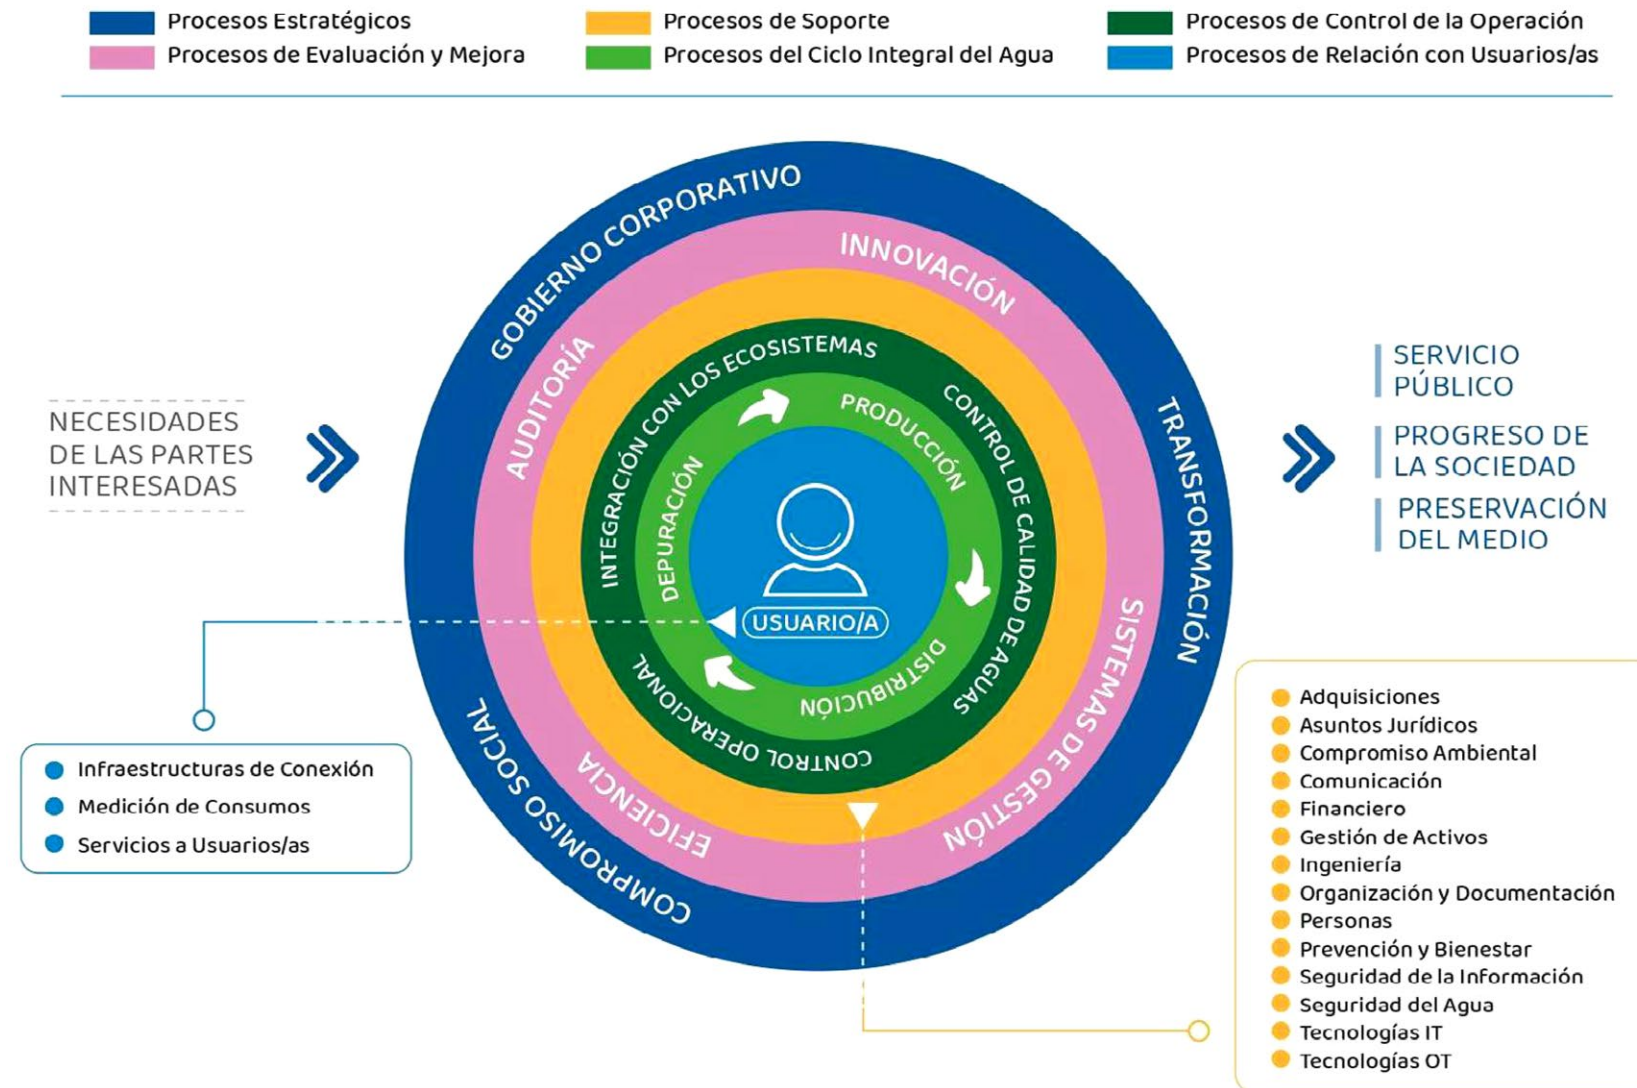 Procesos Estratégicos
Procesos de Soporte
Procesos de Control de la Operación
Procesos de Evaluación y Mejora
Procesos del Ciclo Integral del Agua
Procesos de Relación con Usuarios/as
GOBIERNO CORPORATIVO
TRANSFORMACIÓN
COMPROMISO SOCIAL
INNOVACIÓN
SISTEMAS DE GESTIÓN
EFICIENCIA
AUDITORÍA
INTEGRACIÓN CON LOS ECOSISTEMAS
CONTROL DE CALIDAD DE AGUAS
CONTROL OPERACIONAL
PRODUCCIÓN
DISTRIBUCIÓN
DEPURACIÓN
USUARIO/A
NECESIDADES
DE LAS PARTES
INTERESADAS
SERVICIO
PÚBLICO
PROGRESO DE
LA SOCIEDAD
PRESERVACIÓN
DEL MEDIO
Infraestructuras de Conexión
Medición de Consumos
Servicios a Usuarios/as
Adquisiciones
Asuntos Jurídicos
Compromiso Ambiental
Comunicación
Financiero
Gestión de Activos
Ingeniería
Organización y Documentación
Personas
Prevención y Bienestar
Seguridad de la Información
Seguridad del Agua
Tecnologías IT
Tecnologías OT